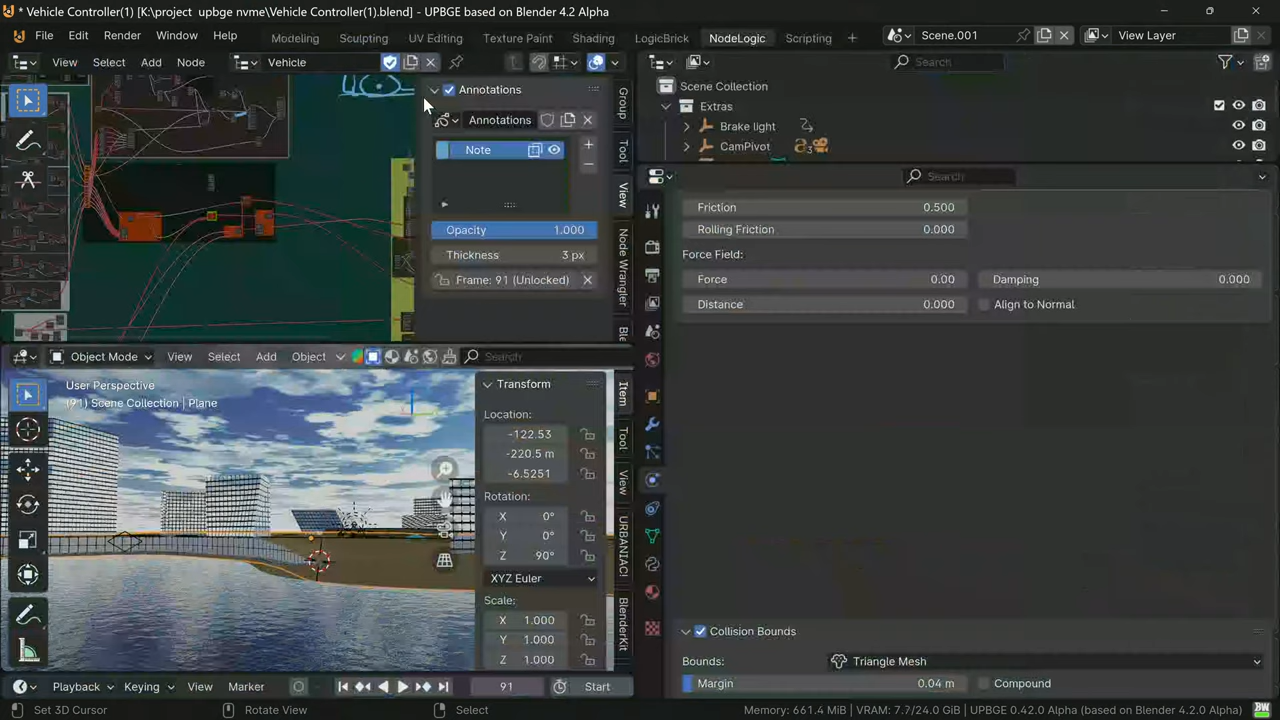 * Vehicle Controller(1) [K:\project upbge nvme\Vehicle Controller(1).blend] - UPBGE based on Blender 4.2 Alpha
File Edit Render Window Help
Modeling Sculpting UV Editing Texture Paint Shading LogicBrick NodeLogic Scripting +
Scene.001
View Layer
View Select Add Node
Vehicle
Search
Annotations
Annotations
Note
Opacity 1.000
Thickness 3 px
Frame: 91 (Unlocked)
Group
Tool
View
Node Wrangler
Scene Collection
Extras
Brake light
CamPivot
3
Search
Friction 0.500
Rolling Friction 0.000
Force Field:
Force 0.00
Damping 0.000
Distance 0.000
Align to Normal
Object Mode View Select Add Object
Search
User Perspective
(91) Scene Collection | Plane
Transform
Location:
-122.53
-220.5 m
-6.5251
Rotation:
X 0°
Y 0°
Z 90°
XYZ Euler
Scale:
X 1.000
Y 1.000
Z 1.000
Item
Tool
View
URBANIAC!
BlenderKit
Collision Bounds
Bounds: Triangle Mesh
Margin 0.04 m
Compound
Playback Keying View Marker
91
Start
Set 3D Cursor
Rotate View
Select
Memory: 661.4 MiB | VRAM: 7.7/24.0 GiB | UPBGE 0.42.0 Alpha (based on Blender 4.2.0 Alpha)
BW